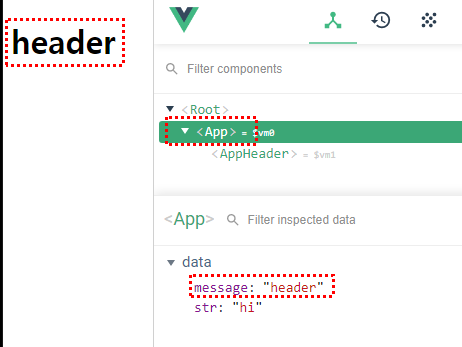 header
Filter components
<Root>
<App> = $vm0
<AppHeader> = $vm1
<App> Filter inspected data
data
message: "header"
str: "hi"